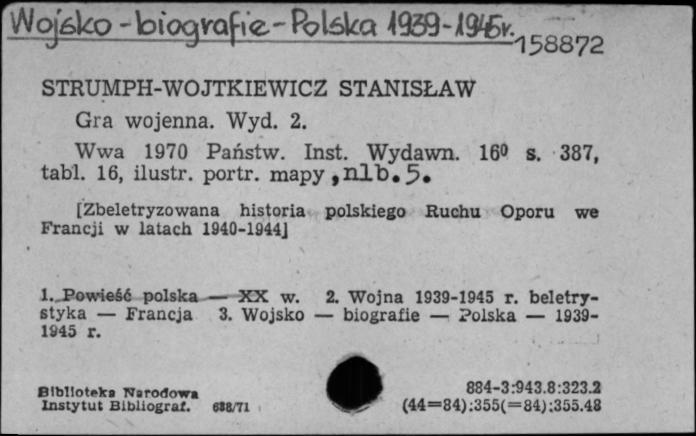 Wojsko - biografie - Polska 1939-1945r.
158872
STRUMPH-WOJTKIEWICZ STANISŁAW
Gra wojenna. Wyd. 2.
Wwa 1970 Państw. Inst. Wydawn. 16⁰ s. 387,
tabl. 16, ilustr. portr. mapy, nlb. 5.
[Zbeletryzowana historia polskiego Ruchu Oporu we
Francji w latach 1940-1944]
1. Powieść polska — XX w. 2. Wojna 1939-1945 r. beletry-
styka — Francja 3. Wojsko — biografie — Polska — 1939-
1945 r.
Biblioteka Narodowa
Instytut Bibliograf. 688/71
884-3:943.8:323.2
(44=84):355(=84):355.48